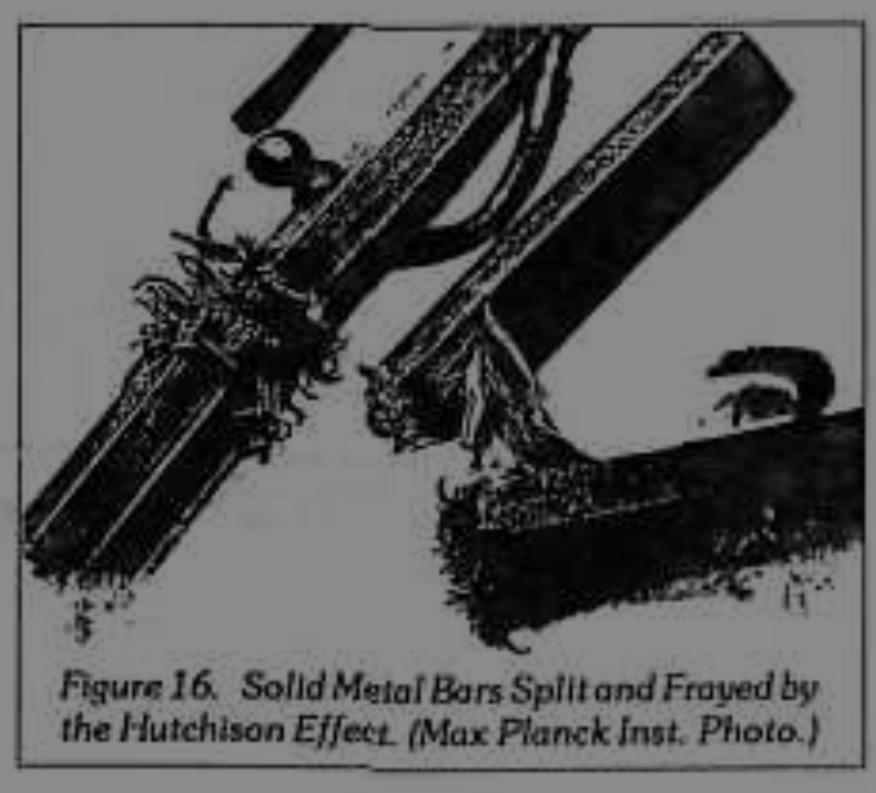 Figure 16. Solid Metal Bars Split and Frayed by
the Hutchison Effect. (Max Planck Inst. Photo.)